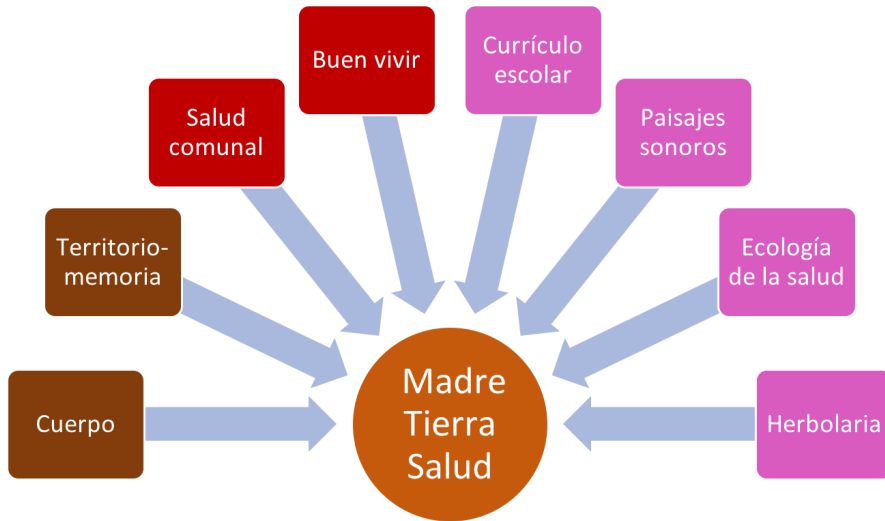 Buen vivir
Currículo
escolar
Salud
comunal
Paisajes
sonoros
Territorio-
memoria
Ecología
de la salud
Cuerpo
Madre
Tierra
Salud
Herbolaria